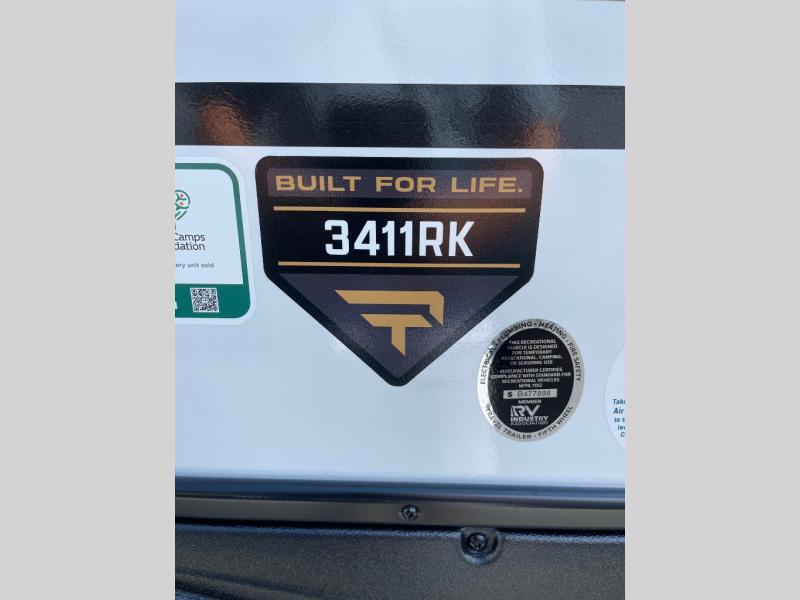 BUILT FOR LIFE.
3411RK
Camps
dation
ery unit sold
ELECTRICAL - PLUMBING - HEATING - FIRE SAFETY
THIS RECREATIONAL
VEHICLE IS DESIGNED
FOR TEMPORARY
RECREATIONAL, CAMPING,
OR SEASONAL USE
MANUFACTURER CERTIFIES
COMPLIANCE WITH STANDARD FOR
RECREATIONAL VEHICLES
NFPA 1192
S B477898
MEMBER
RV
INDUSTRY
ASSOCIATION
TRAVEL TRAILER - FIFTH WHEEL
Take
Air
to